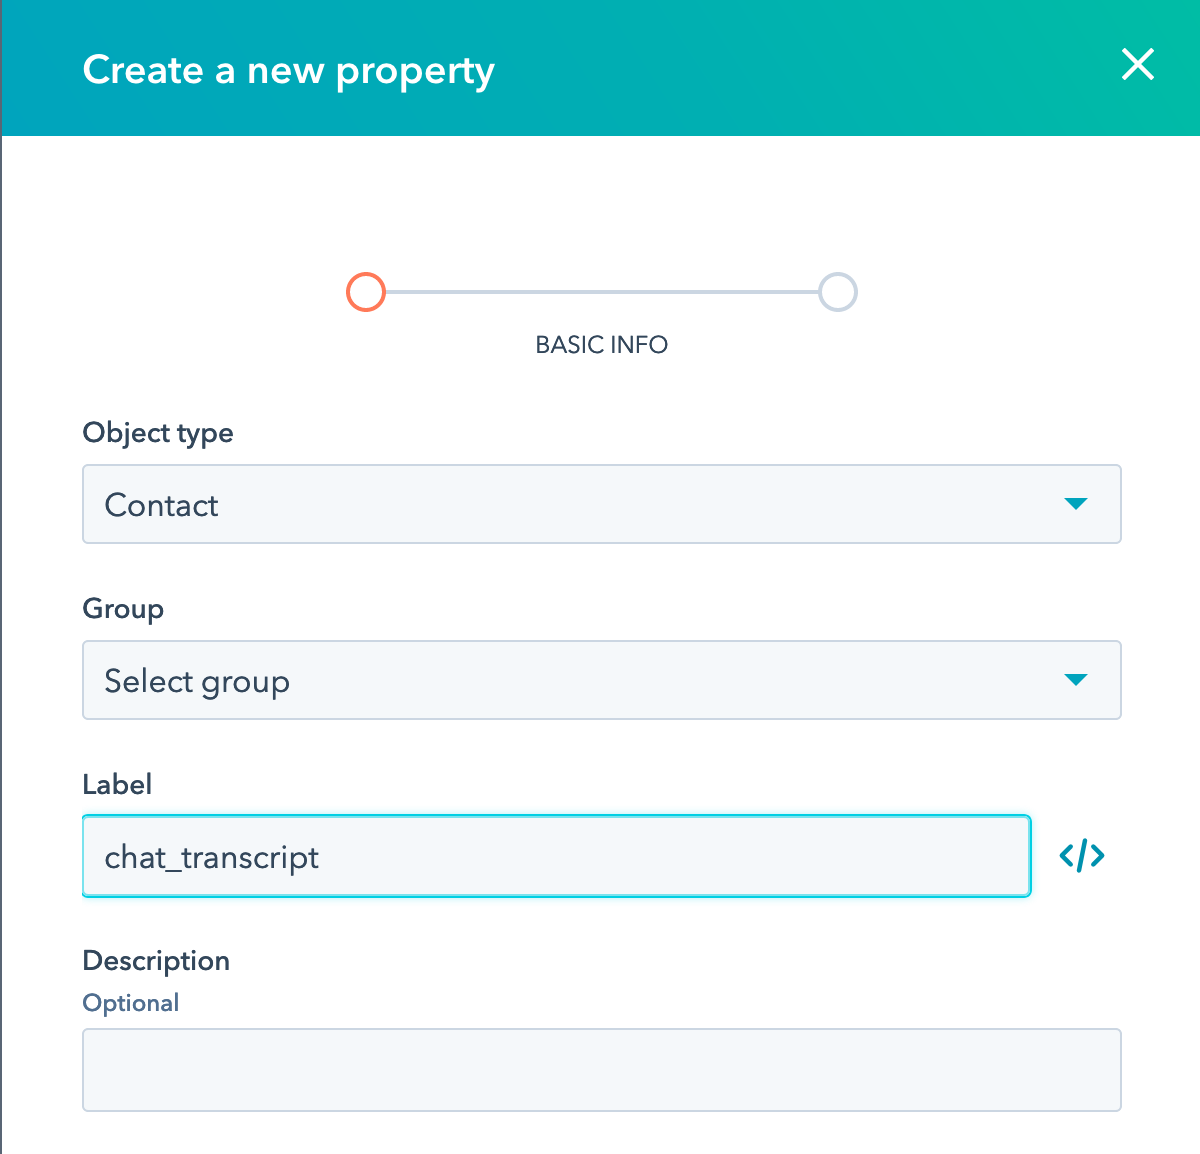 Create a new property
BASIC INFO
Object type
Contact
Group
Select group
Label
chat_transcript
</>
Description
Optional